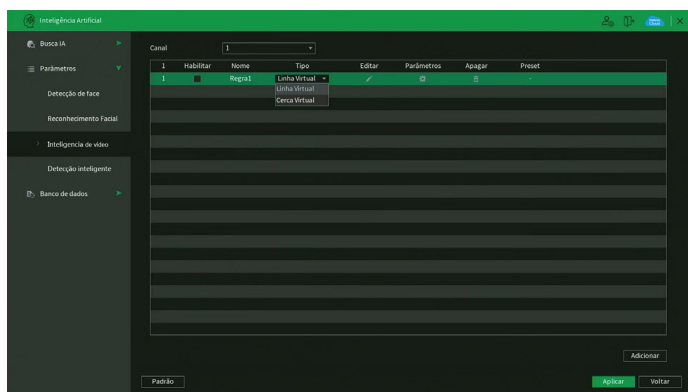 Inteligência Artificial
Busca IA
Parâmetros
Detecção de face
Reconhecimento Facial
Inteligencia de vídeo
Detecção inteligente
Banco de dados
Canal 1
1 Habilitar Nome Tipo Editar Parâmetros Apagar Preset
1 Regra1 Linha Virtual -
Linha Virtual
Cerca Virtual
Adicionar
Padrão Aplicar Voltar